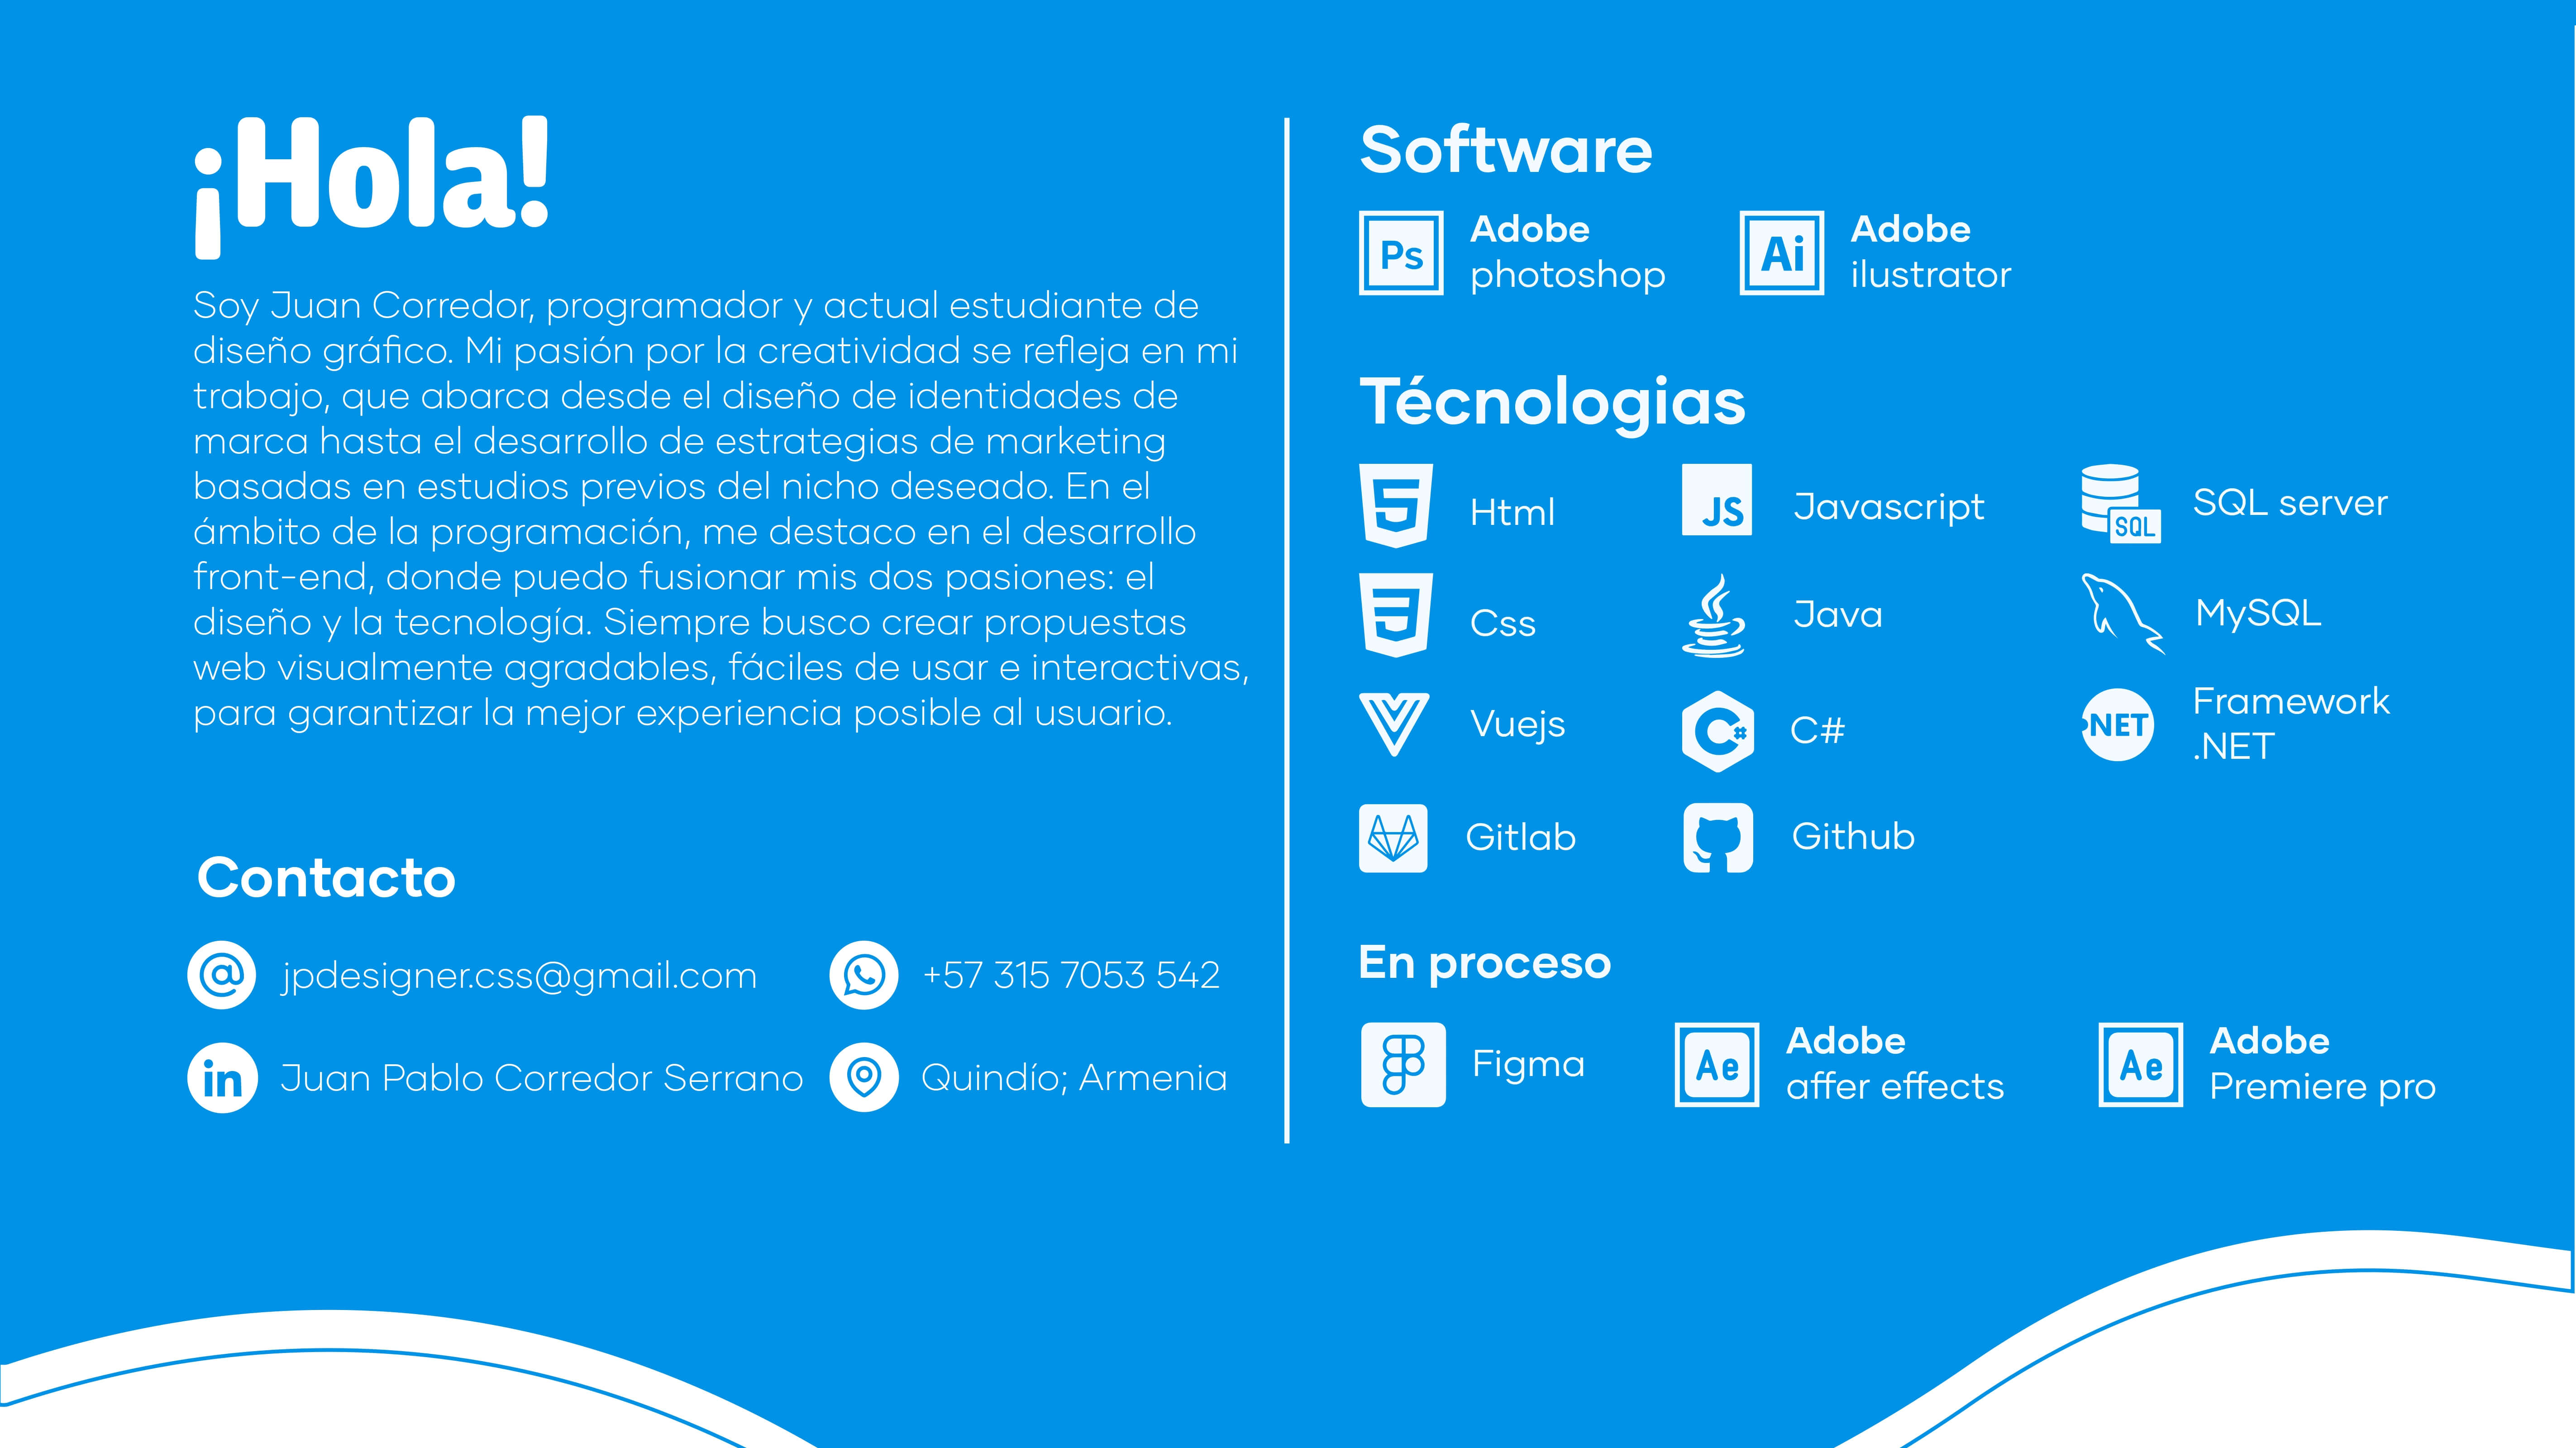 ¡Hola!
Soy Juan Corredor, programador y actual estudiante de
diseño gráfico. Mi pasión por la creatividad se refleja en mi
trabajo, que abarca desde el diseño de identidades de
marca hasta el desarrollo de estrategias de marketing
basadas en estudios previos del nicho deseado. En el
ámbito de la programación, me destaco en el desarrollo
front-end, donde puedo fusionar mis dos pasiones: el
diseño y la tecnología. Siempre busco crear propuestas
web visualmente agradables, fáciles de usar e interactivas,
para garantizar la mejor experiencia posible al usuario.
Contacto
@ jpdesigner.css@gmail.com
+57 315 7053 542
in Juan Pablo Corredor Serrano
Quindío; Armenia
Software
Ps
Adobe
photoshop
Ai
Adobe
ilustrator
Técnologias
5 Html
JS Javascript
SQL SQL server
3 Css
Java
MySQL
Vuejs
C# C#
.NET
Framework
.NET
Gitlab
Github
En proceso
Figma
Ae
Adobe
affer effects
Ae
Adobe
Premiere pro